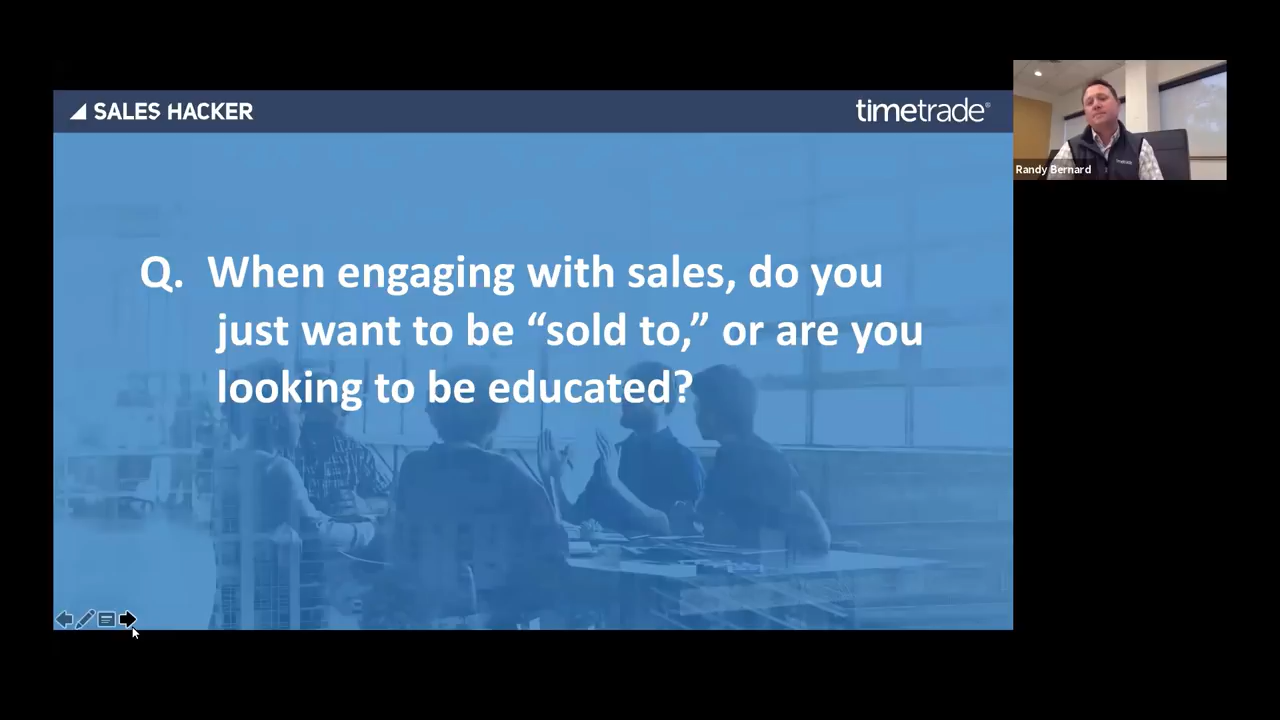 SALES HACKER
timetrade®
Randy Bernard
Q. When engaging with sales, do you
just want to be “sold to,” or are you
looking to be educated?